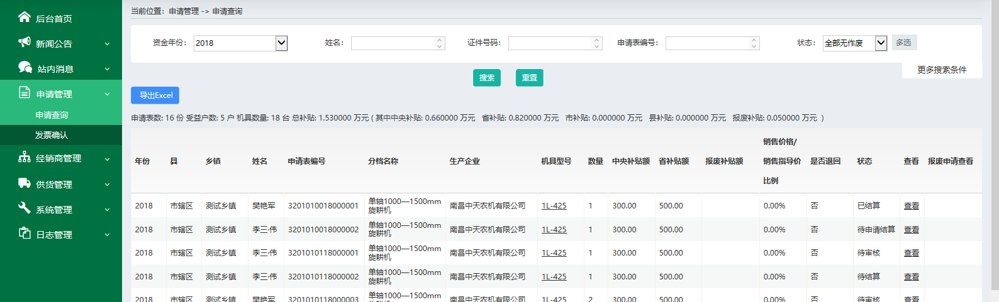 后台首页
新闻公告
站内消息
申请管理
申请查询
发票确认
经销商管理
供货管理
系统管理
日志管理
当前位置：申请管理 -> 申请查询
资金年份： 2018 姓名： 证件号码： 申请表编号： 状态： 全部无作废 多选
更多搜索条件
搜索 重置
导出Excel
申请表数: 16 份 受益户数: 5 户 机具数量: 18 台 总补贴: 1.530000 万元 ( 其中中央补贴: 0.660000 万元 省补贴: 0.820000 万元 市补贴: 0.000000 万元 县补贴: 0.000000 万元 报废补贴: 0.050000 万元 )
年份 县 乡镇 姓名 申请表编号 分档名称 生产企业 机具型号 数量 中央补贴额 省补贴额 报废补贴额 销售价格/销售指导价比例 是否退回 状态 查看 报废申请查看
2018 市辖区 测试乡镇 樊艳军 3201010018000001 单轴1000—1500mm旋耕机 南昌中天农机有限公司 1L-425 1 300.00 500.00 0.00% 否 已结算 查看
2018 市辖区 测试乡镇 李三·伟 3201010018000002 单轴1000—1500mm旋耕机 南昌中天农机有限公司 1L-425 1 300.00 500.00 0.00% 否 待申请结算 查看
2018 市辖区 测试乡镇 李三·伟 3201010118000001 单轴1000—1500mm旋耕机 南昌中天农机有限公司 1L-425 1 300.00 500.00 0.00% 否 待审核 查看
2018 市辖区 测试乡镇 李三·伟 3201010118000002 单轴1000—1500mm旋耕机 南昌中天农机有限公司 1L-425 1 300.00 500.00 0.00% 否 待结算 查看
2018 市辖区 测试乡镇 樊艳军 3201010118000003 单轴1000—1500mm旋耕机 南昌中天农机有限公司 1L-425 2 300.00 500.00 0.00% 否 待审核 查看